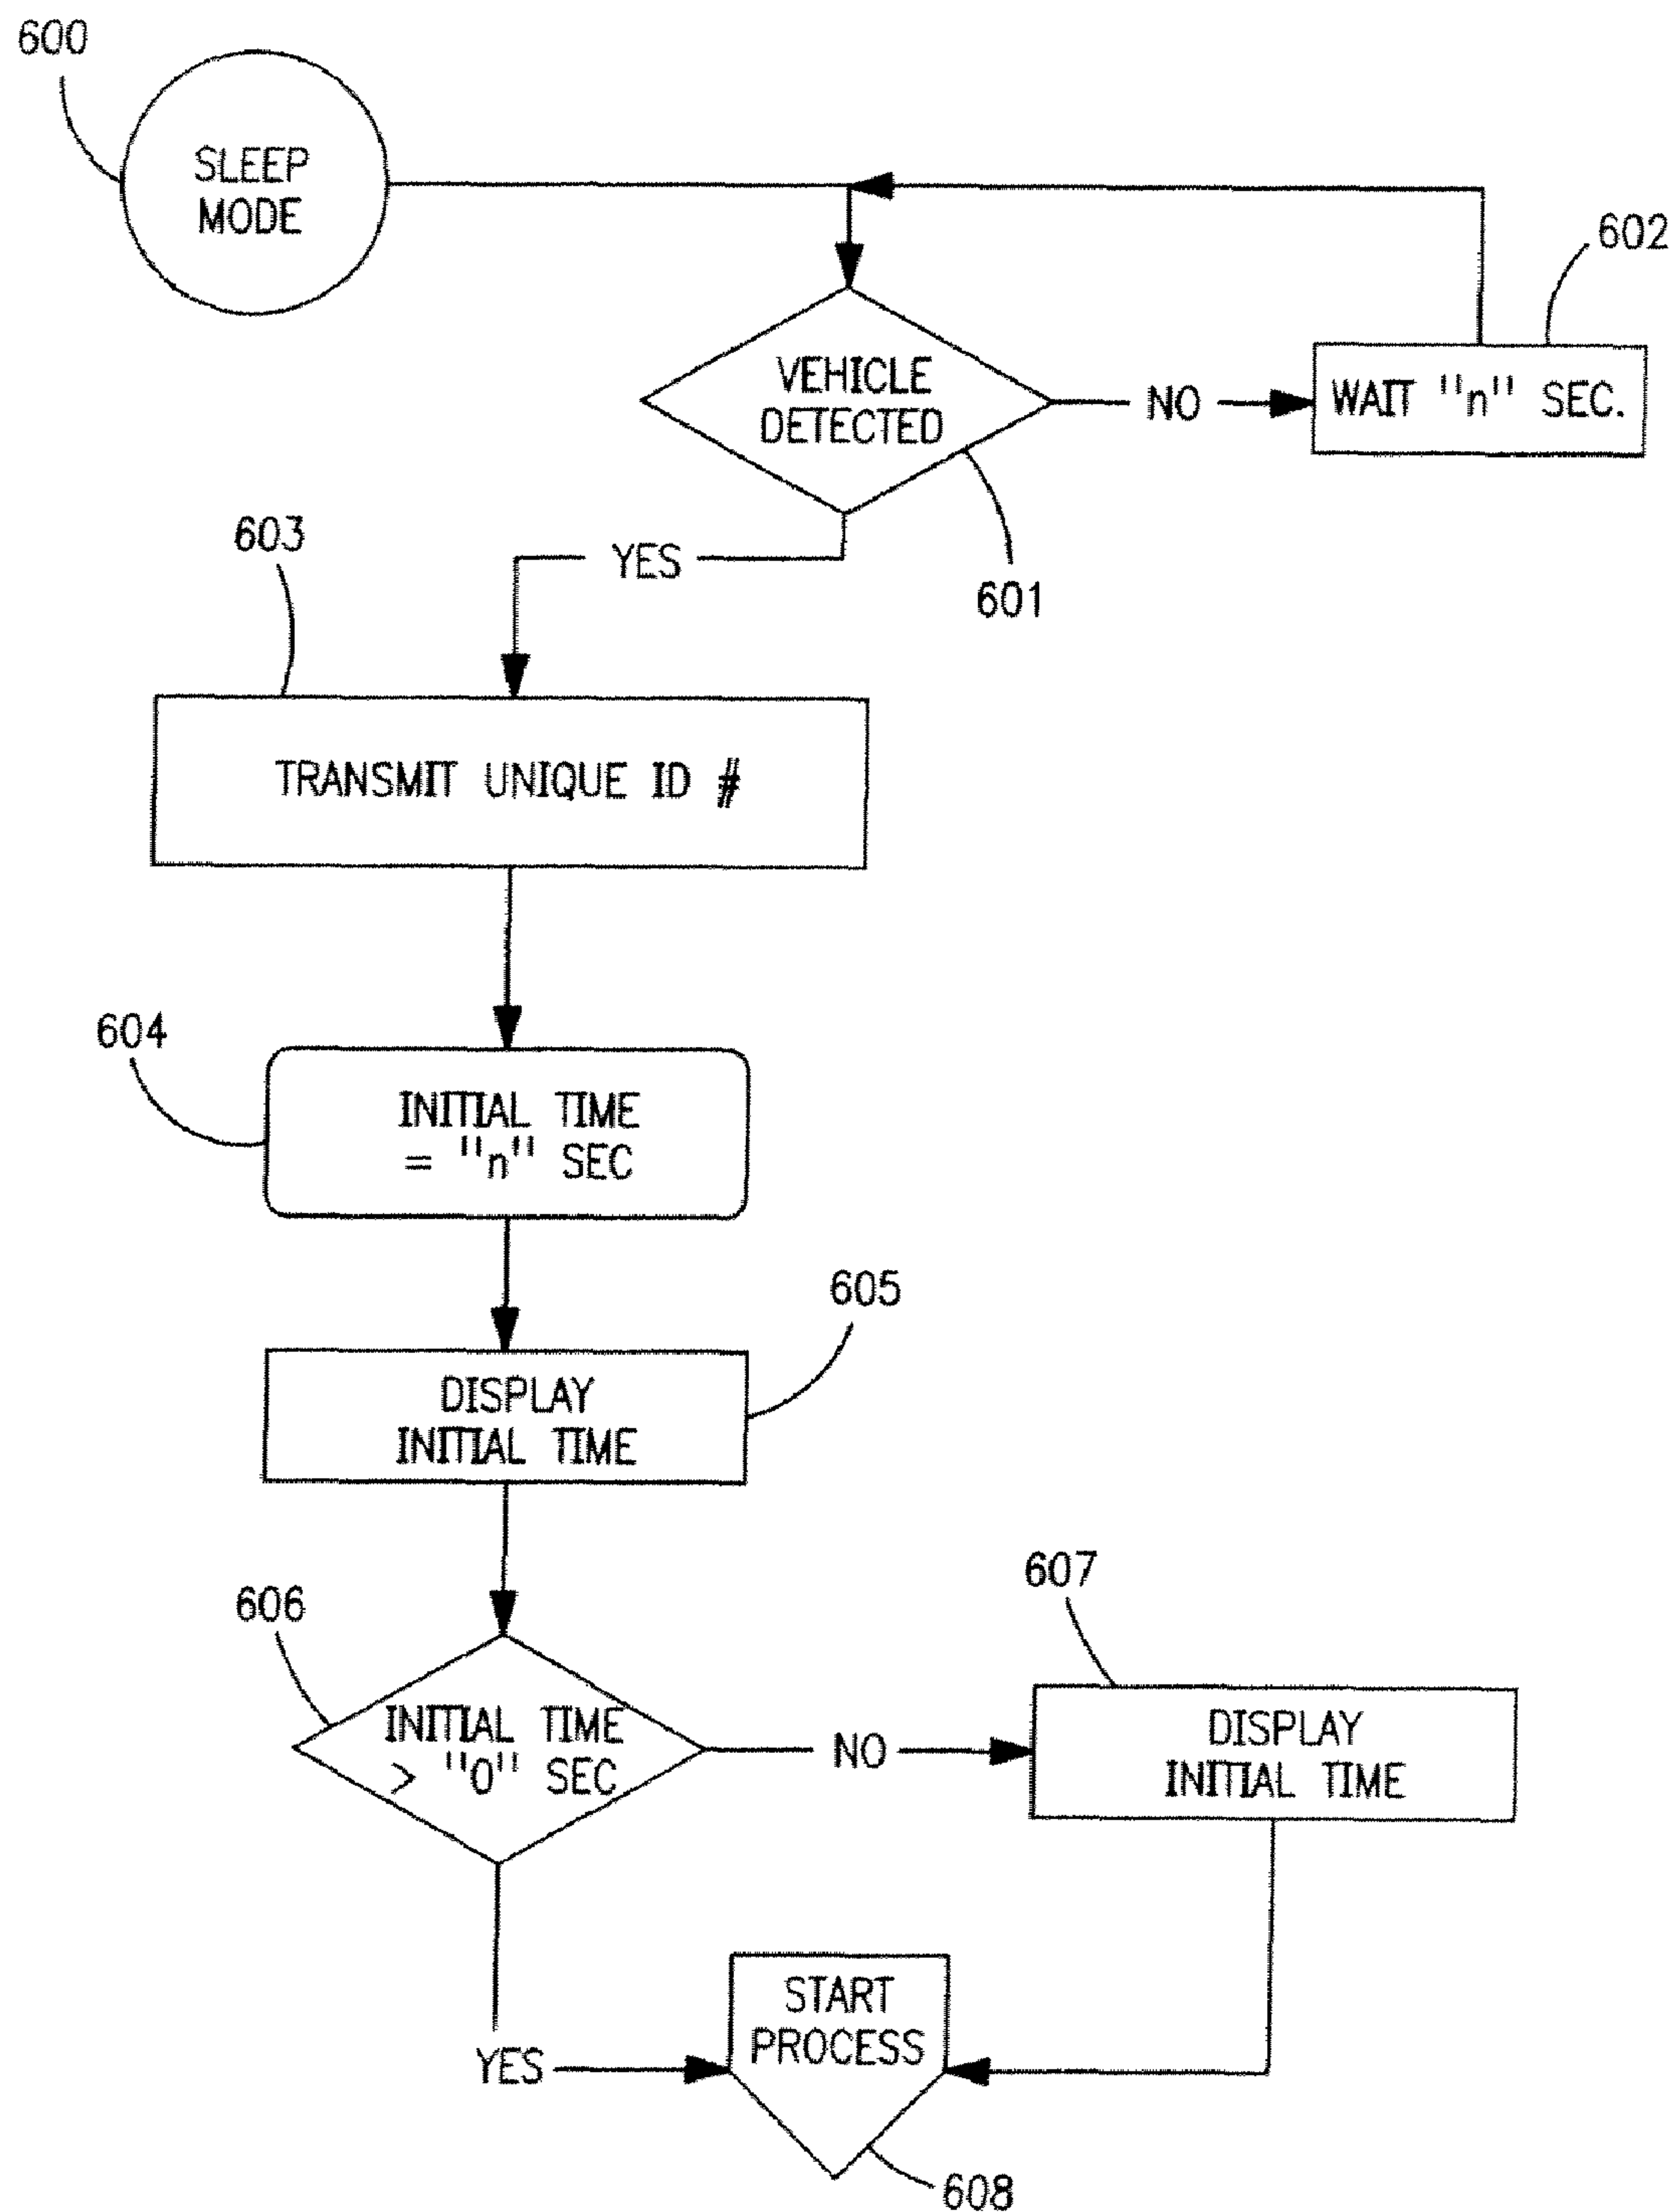 600
SLEEP
MODE
602
VEHICLE
DETECTED
NO
WAIT "n" SEC.
603
YES
601
TRANSMIT UNIQUE ID #
604
INITIAL TIME
= "n" SEC
605
DISPLAY
INITIAL TIME
607
606
INITIAL TIME
> "0" SEC
NO
DISPLAY
INITIAL TIME
START
PROCESS
YES
608